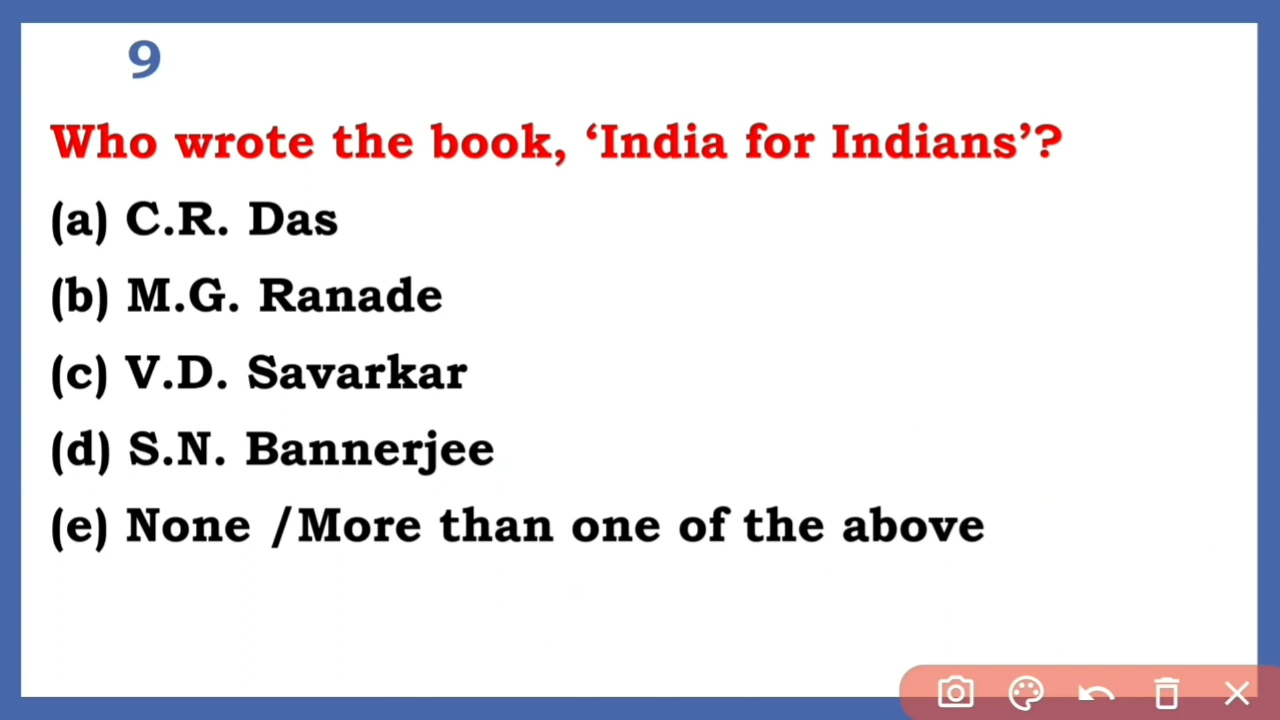 9
Who wrote the book, ‘India for Indians’?
(a) C.R. Das
(b) M.G. Ranade
(c) V.D. Savarkar
(d) S.N. Bannerjee
(e) None /More than one of the above